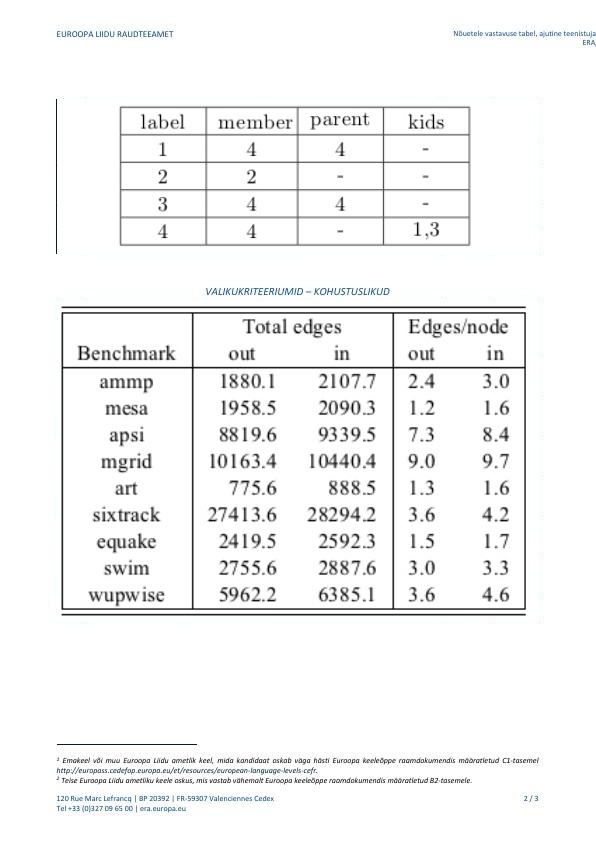 EUROOPA LIIDU RAUDTEEAMET
Nõuetele vastavuse tabel, ajutine teenistuja
ERA,
label member parent kids
1 4 4 -
2 2 - -
3 4 4 -
4 4 - 1,3
VALIKUKRITEERIUMID – KOHUSTUSLIKUD
Total edges Edges/node
Benchmark out in out in
ammp 1880.1 2107.7 2.4 3.0
mesa 1958.5 2090.3 1.2 1.6
apsi 8819.6 9339.5 7.3 8.4
mgrid 10163.4 10440.4 9.0 9.7
art 775.6 888.5 1.3 1.6
sixtrack 27413.6 28294.2 3.6 4.2
equake 2419.5 2592.3 1.5 1.7
swim 2755.6 2887.6 3.0 3.3
wupwise 5962.2 6385.1 3.6 4.6
1 Emakeel või muu Euroopa Liidu ametlik keel, mida kandidaat oskab väga hästi Euroopa keeleõppe raamdokumendis määratletud C1-tasemel
http://europass.cedefop.europa.eu/et/resources/european-language-levels-cefr.
2 Teise Euroopa Liidu ametliku keele oskus, mis vastab vähemalt Euroopa keeleõppe raamdokumendis määratletud B2-tasemele.
120 Rue Marc Lefrancq | BP 20392 | FR-59307 Valenciennes Cedex 2 / 3
Tel +33 (0)327 09 65 00 | era.europa.eu